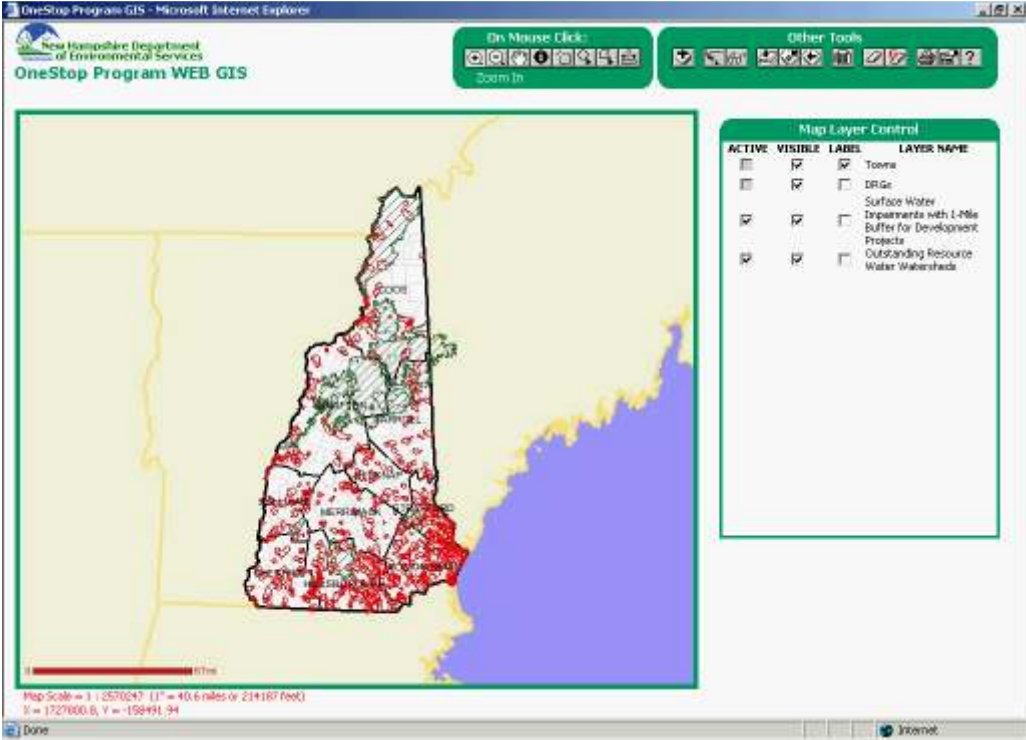 OneStop Program GIS - Microsoft Internet Explorer
New Hampshire Department
of Environmental Services
OneStop Program WEB GIS
On Mouse Click:
Zoom In
Other Tools
?
Map Layer Control
ACTIVE VISIBLE LABEL LAYER NAME
Towns
DRGs
Surface Water
Impairments with 1-Mile
Buffer for Development
Projects
Outstanding Resource
Water Watersheds
COOS
MERRIMACK
0 67mi
Map Scale = 1 : 2570247 (1" = 40.6 miles or 214187 feet)
X = 1727800.8, Y = -158491.94
Done
Internet